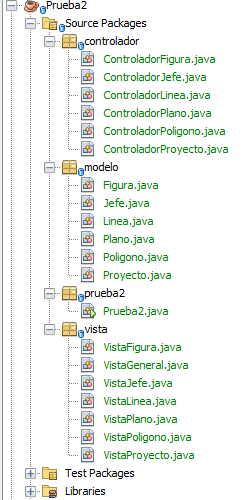 Prueba2
Source Packages
controlador
ControladorFigura.java
ControladorJefe.java
ControladorLinea.java
ControladorPlano.java
ControladorPoligono.java
ControladorProyecto.java
modelo
Figura.java
Jefe.java
Linea.java
Plano.java
Poligono.java
Proyecto.java
prueba2
Prueba2.java
vista
VistaFigura.java
VistaGeneral.java
VistaJefe.java
VistaLinea.java
VistaPlano.java
VistaPoligono.java
VistaProyecto.java
Test Packages
Libraries